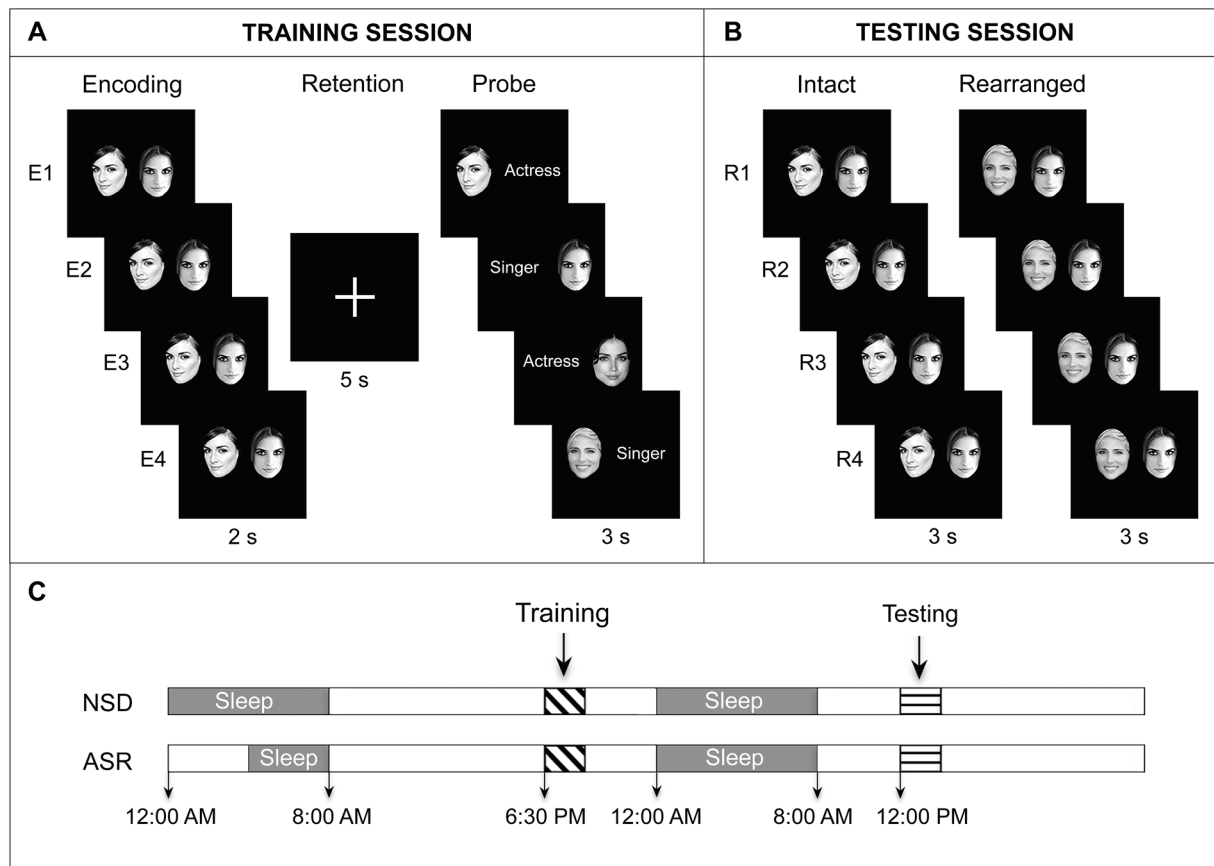 A TRAINING SESSION
Encoding Retention Probe
E1
Actress
E2
Singer
E3
Actress
5 s
E4
Singer
2 s
3 s
B TESTING SESSION
Intact Rearranged
R1
R2
R3
R4
3 s 3 s
C
Training Testing
NSD Sleep Sleep
ASR Sleep Sleep
12:00 AM 8:00 AM 6:30 PM 12:00 AM 8:00 AM 12:00 PM